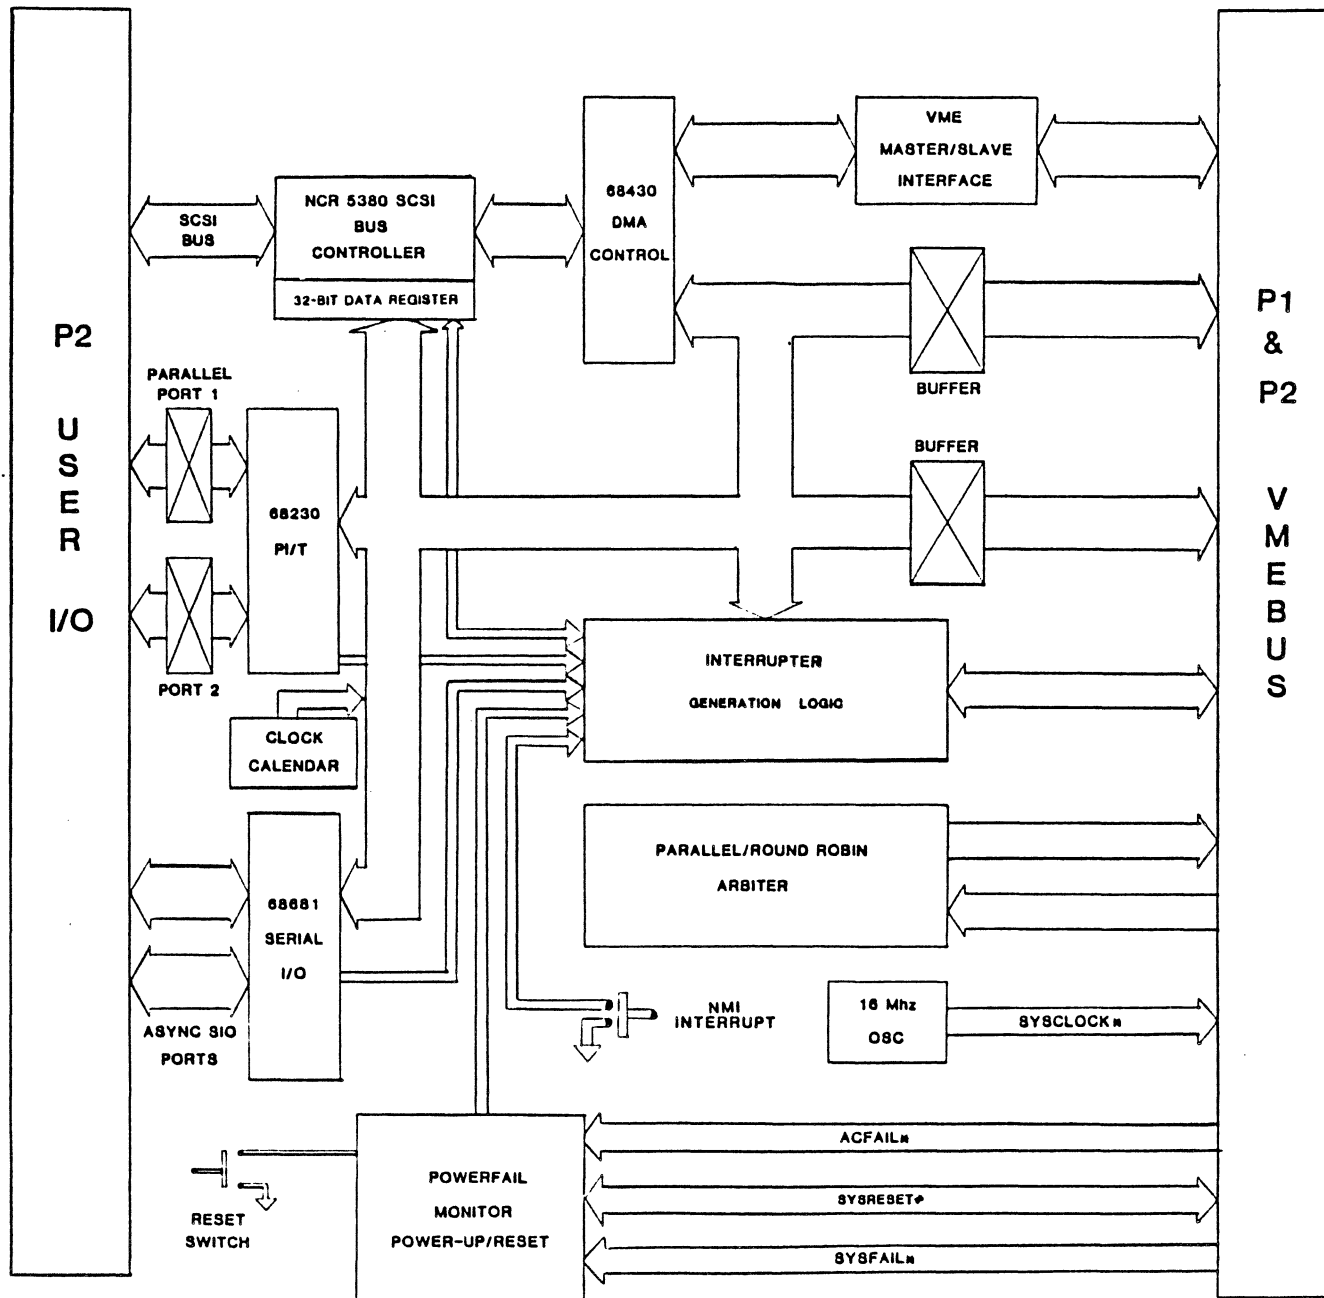 P2
USER
I/O
SCSI
BUS
NCR 5380 SCSI
BUS
CONTROLLER
32-BIT DATA REGISTER
68430
DMA
CONTROL
VME
MASTER/SLAVE
INTERFACE
BUFFER
BUFFER
P1
&
P2
VMEBUS
PARALLEL
PORT 1
68230
PI/T
PORT 2
CLOCK
CALENDAR
INTERRUPTER
GENERATION LOGIC
PARALLEL/ROUND ROBIN
ARBITER
68681
SERIAL
I/O
ASYNC SIO
PORTS
NMI
INTERRUPT
16 Mhz
OSC
SYSCLOCK*
ACFAIL*
SYSRESET*
SYSFAIL*
POWERFAIL
MONITOR
POWER-UP/RESET
RESET
SWITCH